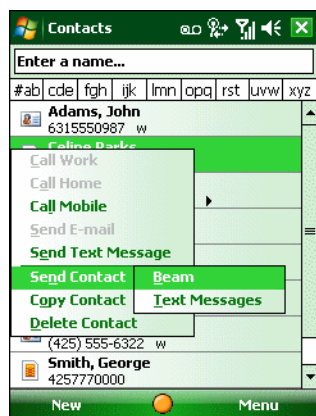 Contacts
Enter a name...
#ab cde fgh ijk lmn opq rst uvw xyz
Adams, John
6315550987 w
Celine Parks
Call Work
Call Home
Call Mobile
Send E-mail
Send Text Message
Send Contact
Beam
Copy Contact
Text Messages
Delete Contact
(425) 555-6322 w
Smith, George
4257770000
New Menu